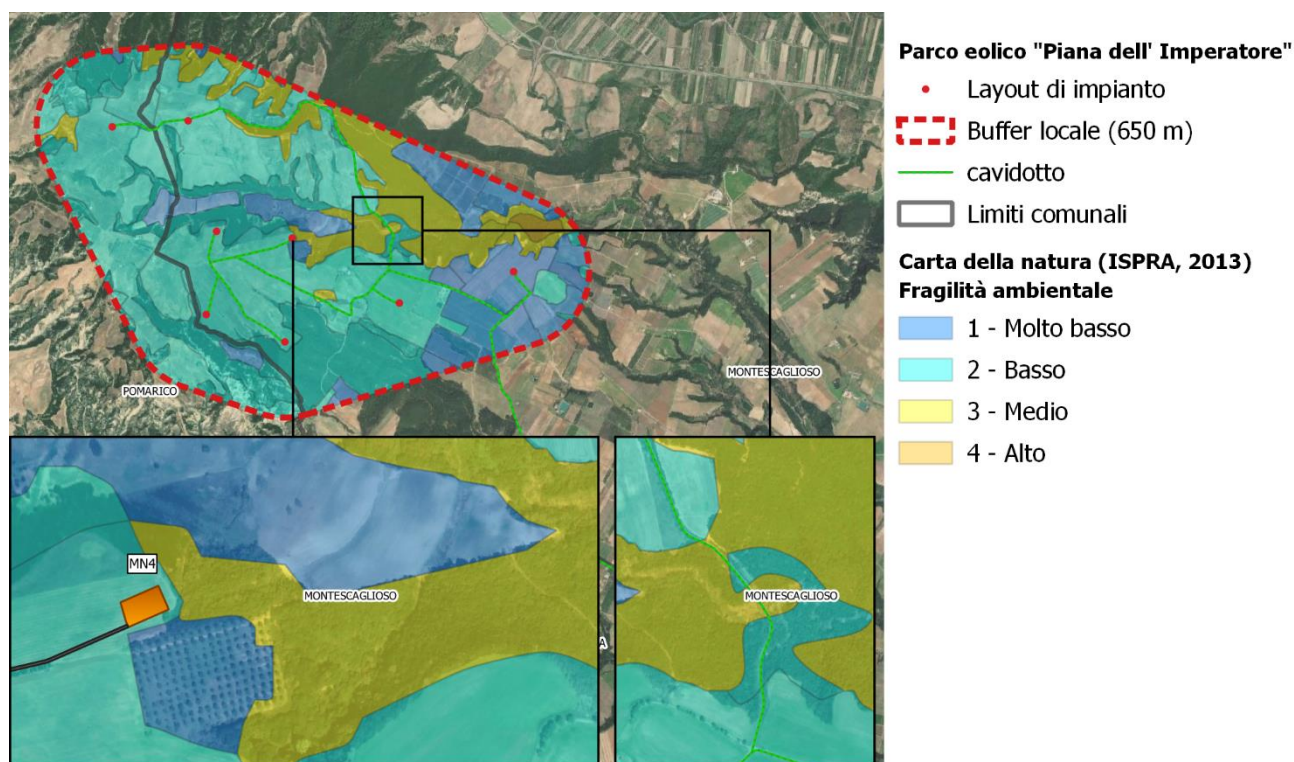 Parco eolico "Piana dell' Imperatore"
Layout di impianto
Buffer locale (650 m)
cavidotto
Limiti comunali
Carta della natura (ISPRA, 2013)
Fragilità ambientale
1 - Molto basso
2 - Basso
3 - Medio
4 - Alto
MONTESCAGLIOSO
POMARICO
MN4
MONTESCAGLIOSO
MONTESCAGLIOSO
A